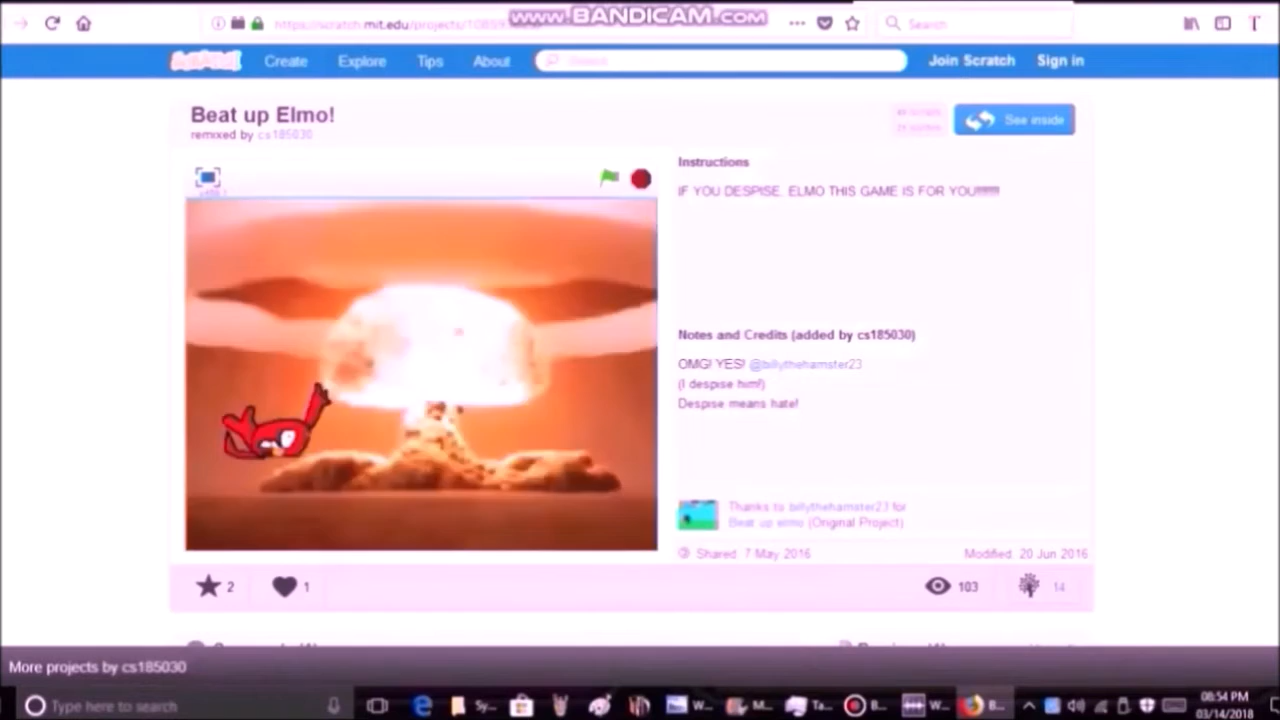 www.BANDICAM.com
Search
Create
Explore
Tips
About
Search
Join Scratch
Sign in
Beat up Elmo!
remixed by cs185030
See inside
Instructions
IF YOU DESPISE. ELMO THIS GAME IS FOR YOU!!!!!!!!
Notes and Credits (added by cs185030)
OMG! YES! @billythehamster23
(I despise him!)
Despise means hate!
Thanks to billythehamster23 for
Beat up elmo (Original Project)
Shared: 7 May 2016
Modified: 20 Jun 2016
2
1
103
14
More projects by cs185030
Type here to search
Sy...
W...
M...
Ta...
B...
W...
B...
08:54 PM
03/14/2018